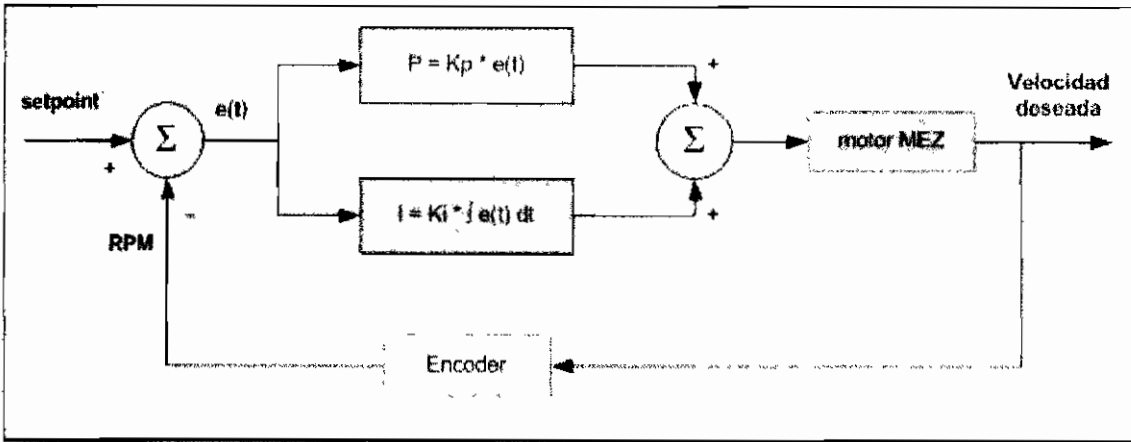 P = Kp * e(t)
+
Velocidad
deseada
setpoint
e(t)
Σ
Σ
motor MEZ
+
I = Ki * ∫ e(t) dt
-
+
RPM
Encoder